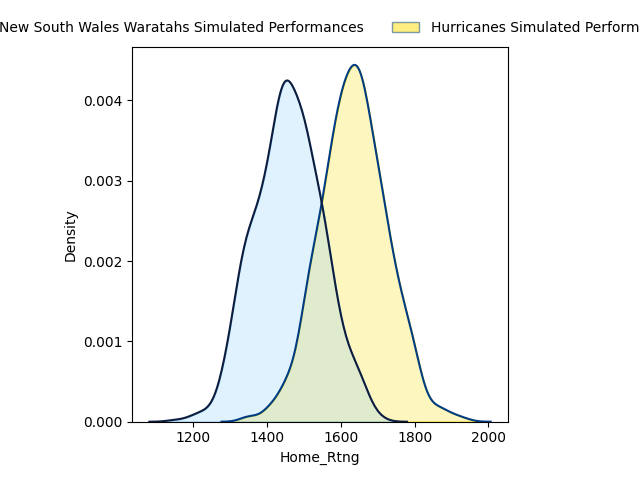 New South Wales Waratahs Simulated Performances
Hurricanes Simulated Perform
0.004
0.003
0.002
0.001
0.000
Density
1200 1400 1600 1800 2000
Home_Rtng